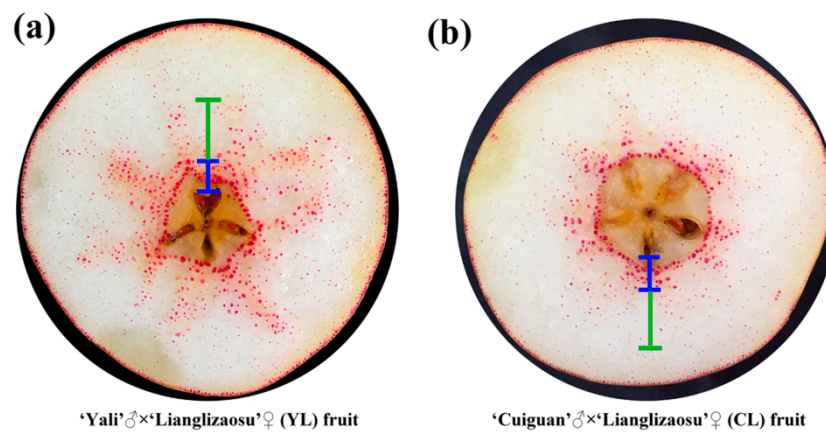 (a)
(b)
‘Yali’♂×‘Lianglizaosu’♀ (YL) fruit
‘Cuiguan’♂×‘Lianglizaosu’♀ (CL) fruit